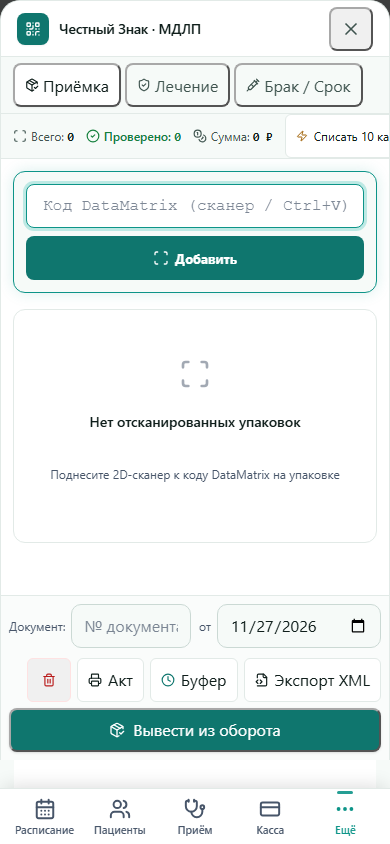 Честный Знак · МДЛП
Приёмка
Лечение
Брак / Срок
Всего: 0
Проверено: 0
Сумма: 0 ₽
Списать 10 ка
Код DataMatrix (сканер / Ctrl+V)
Добавить
Нет отсканированных упаковок
Поднесите 2D-сканер к коду DataMatrix на упаковке
Документ:
№ документа
от
11/27/2026
Акт
Буфер
Экспорт XML
Вывести из оборота
Расписание
Пациенты
Приём
Касса
Ещё